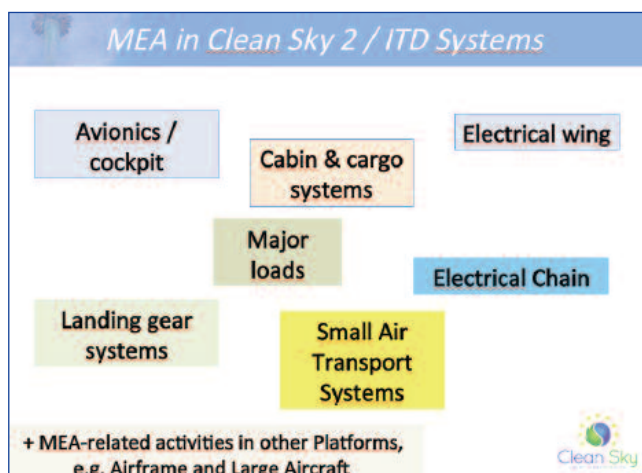 MEA in Clean Sky 2 / ITD Systems
Avionics /
cockpit
Electrical wing
Cabin & cargo
systems
Major
loads
Electrical Chain
Landing gear
systems
Small Air
Transport
Systems
+ MEA-related activities in other Platforms,
e.g. Airframe and Large Aircraft
Clean Sky